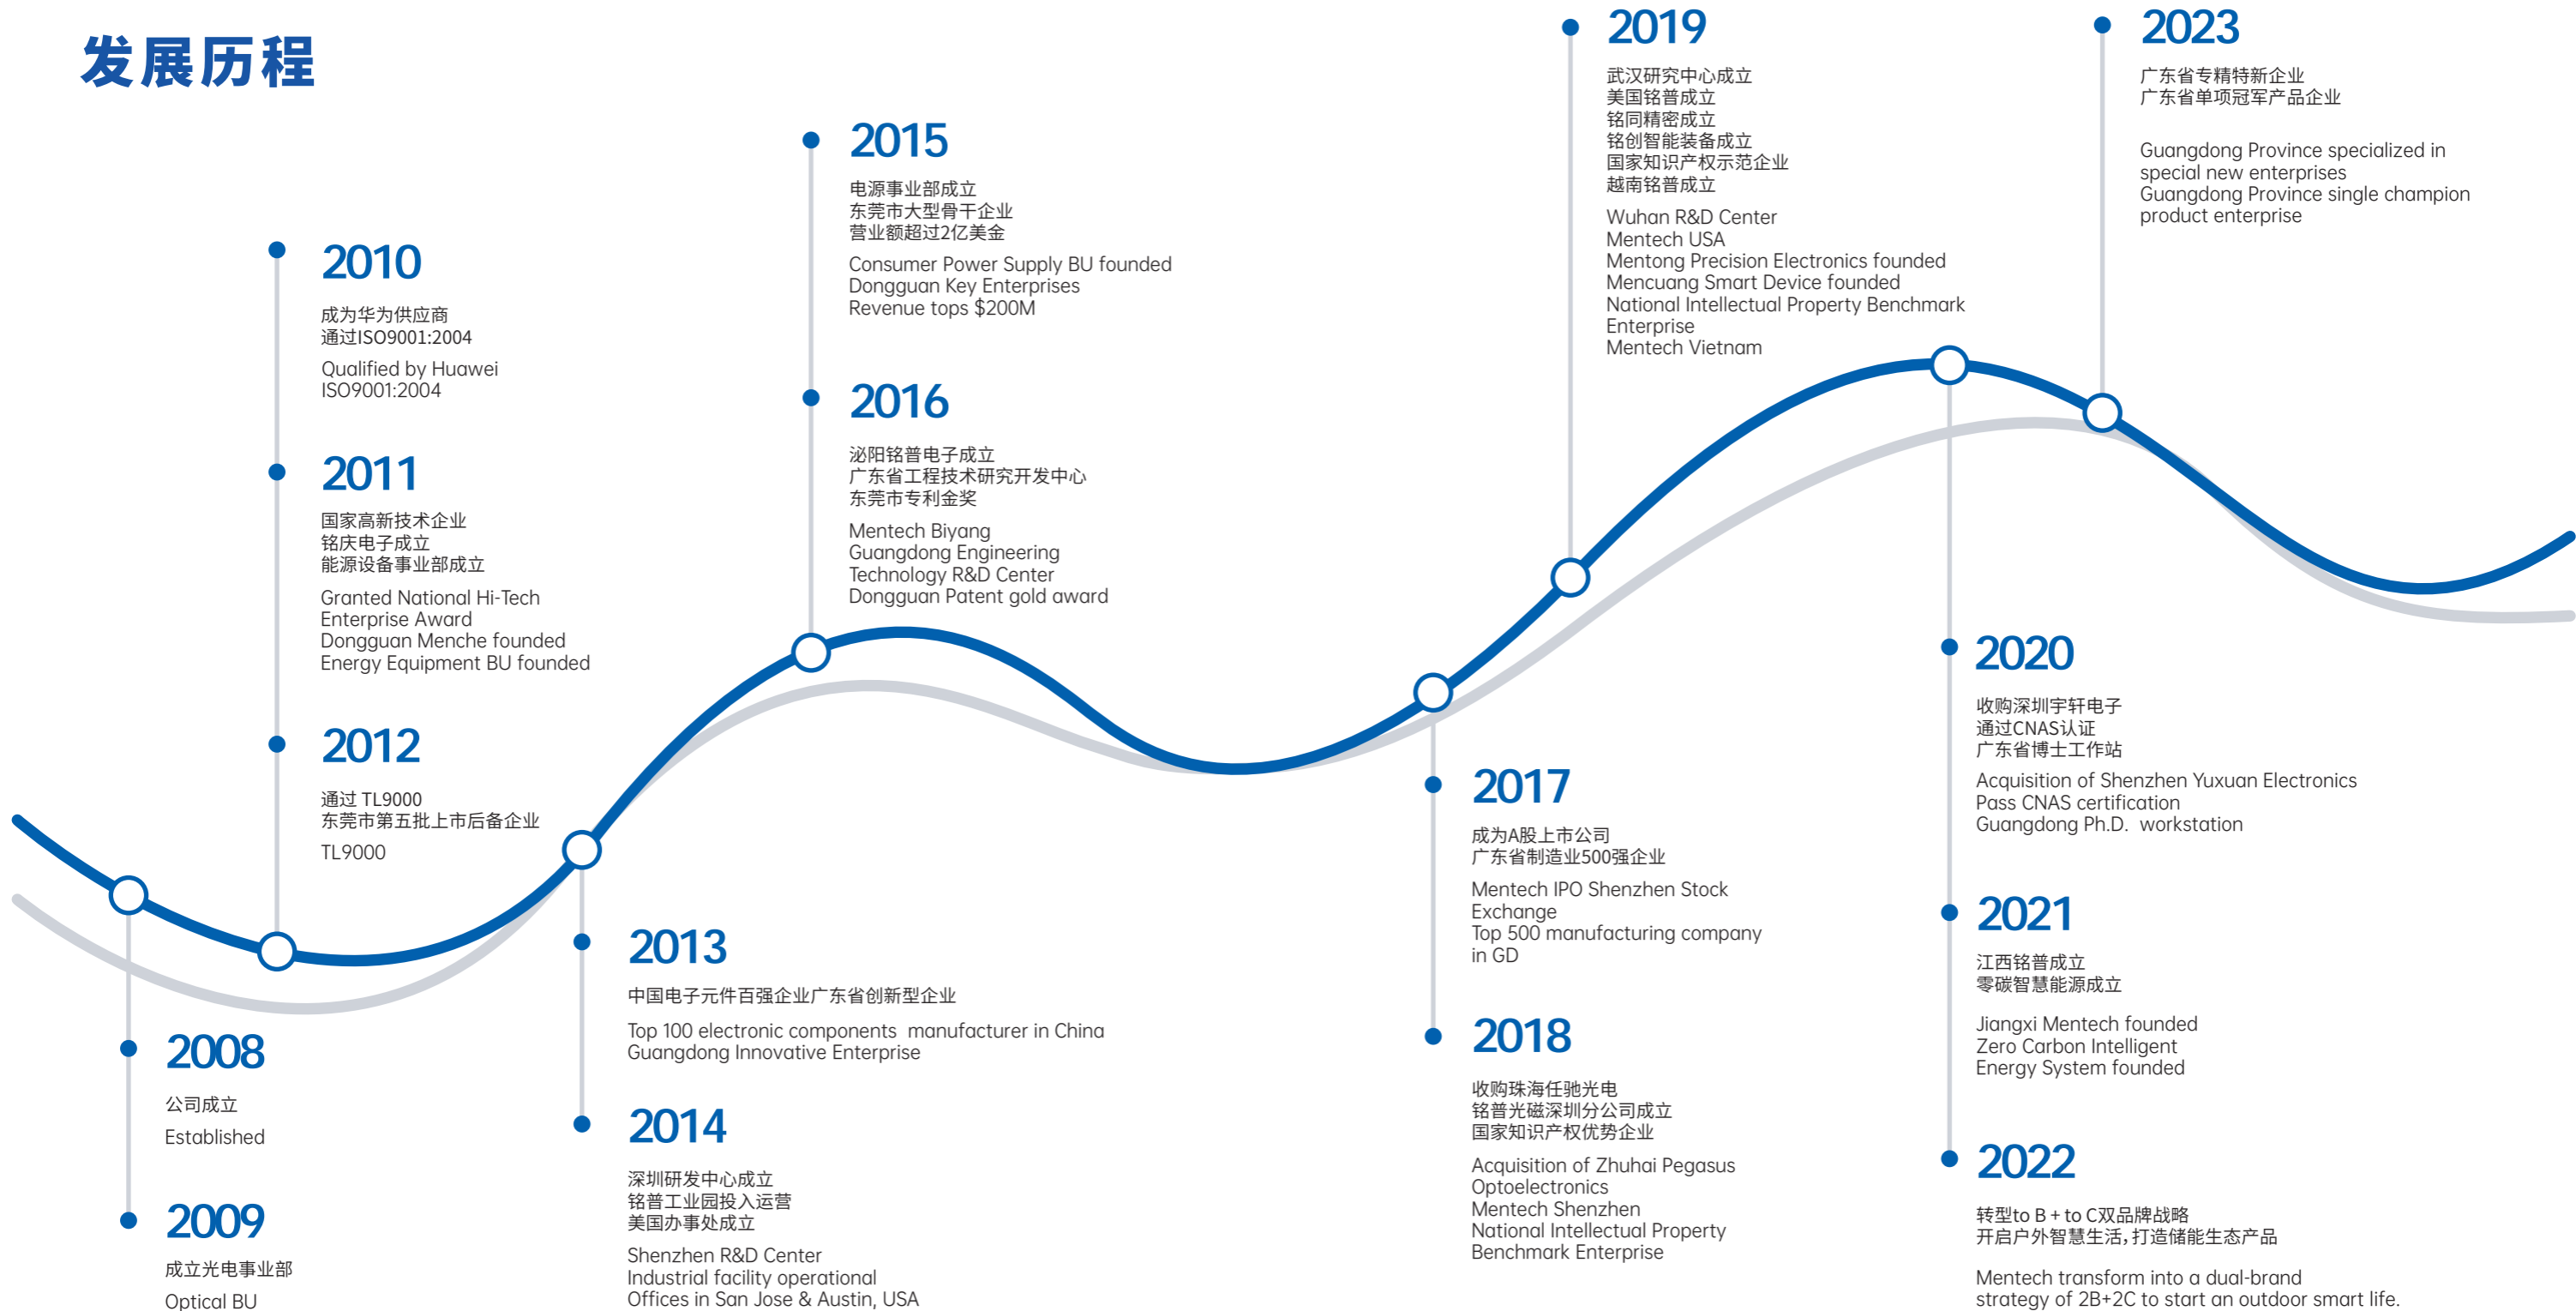 发展历程
2008
公司成立
Established
2009
成立光电事业部
Optical BU
2010
成为华为供应商
通过ISO9001:2004
Qualified by Huawei
ISO9001:2004
2011
国家高新技术企业
铭庆电子成立
能源设备事业部成立
Granted National Hi-Tech
Enterprise Award
Dongguan Menche founded
Energy Equipment BU founded
2012
通过 TL9000
东莞市第五批上市后备企业
TL9000
2013
中国电子元件百强企业广东省创新型企业
Top 100 electronic components  manufacturer in China
Guangdong Innovative Enterprise
2014
深圳研发中心成立
铭普工业园投入运营
美国办事处成立
Shenzhen R&D Center
Industrial facility operational
Offices in San Jose & Austin, USA
2015
电源事业部成立
东莞市大型骨干企业
营业额超过2亿美金
Consumer Power Supply BU founded
Dongguan Key Enterprises
Revenue tops $200M
2016
泌阳铭普电子成立
广东省工程技术研究开发中心
东莞市专利金奖
Mentech Biyang
Guangdong Engineering
Technology R&D Center
Dongguan Patent gold award
2017
成为A股上市公司
广东省制造业500强企业
Mentech IPO Shenzhen Stock
Exchange
Top 500 manufacturing company
in GD
2018
收购珠海任驰光电
铭普光磁深圳分公司成立
国家知识产权优势企业
Acquisition of Zhuhai Pegasus
Optoelectronics
Mentech Shenzhen
National Intellectual Property
Benchmark Enterprise
2019
武汉研究中心成立
美国铭普成立
铭同精密成立
铭创智能装备成立
国家知识产权示范企业
越南铭普成立
Wuhan R&D Center
Mentech USA
Mentong Precision Electronics founded
Mencuang Smart Device founded
National Intellectual Property Benchmark
Enterprise
Mentech Vietnam
2020
收购深圳宇轩电子
通过CNAS认证
广东省博士工作站
Acquisition of Shenzhen Yuxuan Electronics
Pass CNAS certification
Guangdong Ph.D.  workstation
2021
江西铭普成立
零碳智慧能源成立
Jiangxi Mentech founded
Zero Carbon Intelligent
Energy System founded
2022
转型to B + to C双品牌战略
开启户外智慧生活，打造储能生态产品
Mentech transform into a dual-brand
strategy of 2B+2C to start an outdoor smart life.
2023
广东省专精特新企业
广东省单项冠军产品企业
Guangdong Province specialized in
special new enterprises
Guangdong Province single champion
product enterprise